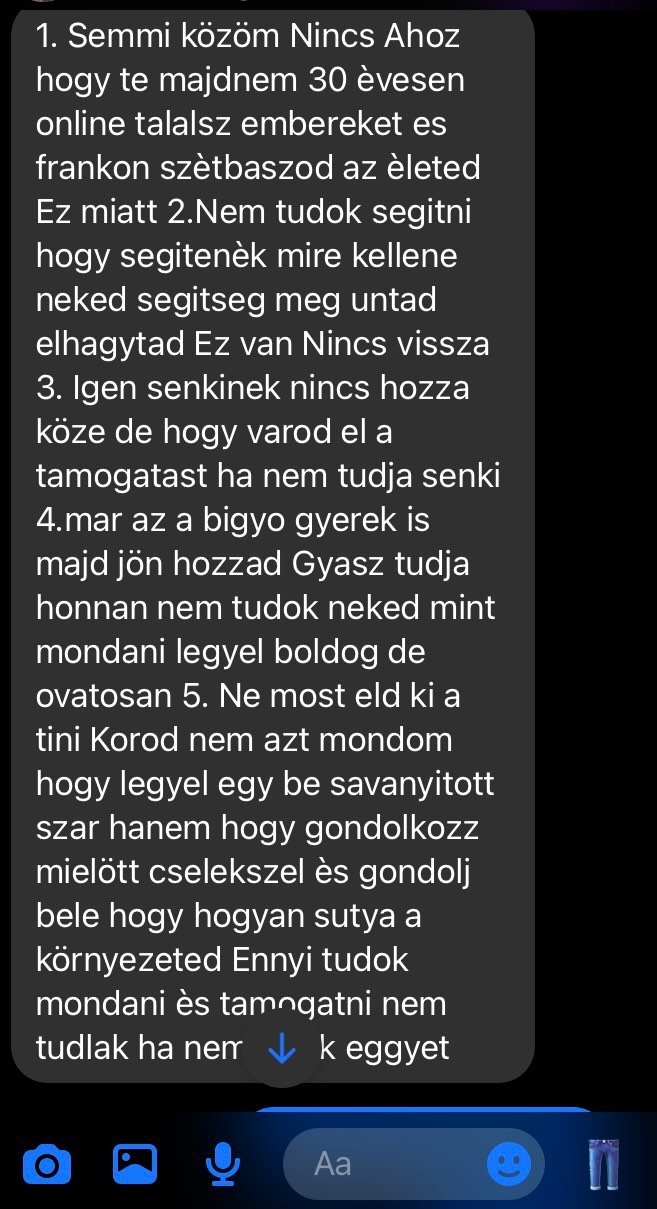 1. Semmi közöm Nincs Ahoz
hogy te majdnem 30 èvesen
online talalsz embereket es
frankon szètbaszod az èleted
Ez miatt 2.Nem tudok segitni
hogy segitenèk mire kellene
neked segitseg meg untad
elhagytad Ez van Nincs vissza
3. Igen senkinek nincs hozza
köze de hogy varod el a
tamogatast ha nem tudja senki
4.mar az a bigyo gyerek is
majd jön hozzad Gyasz tudja
honnan nem tudok neked mint
mondani legyel boldog de
ovatosan 5. Ne most eld ki a
tini Korod nem azt mondom
hogy legyel egy be savanyitott
szar hanem hogy gondolkozz
mielött cselekszel ès gondolj
bele hogy hogyan sutya a
környezeted Ennyi tudok
mondani ès tamogatni nem
tudlak ha nem eggyet
Aa